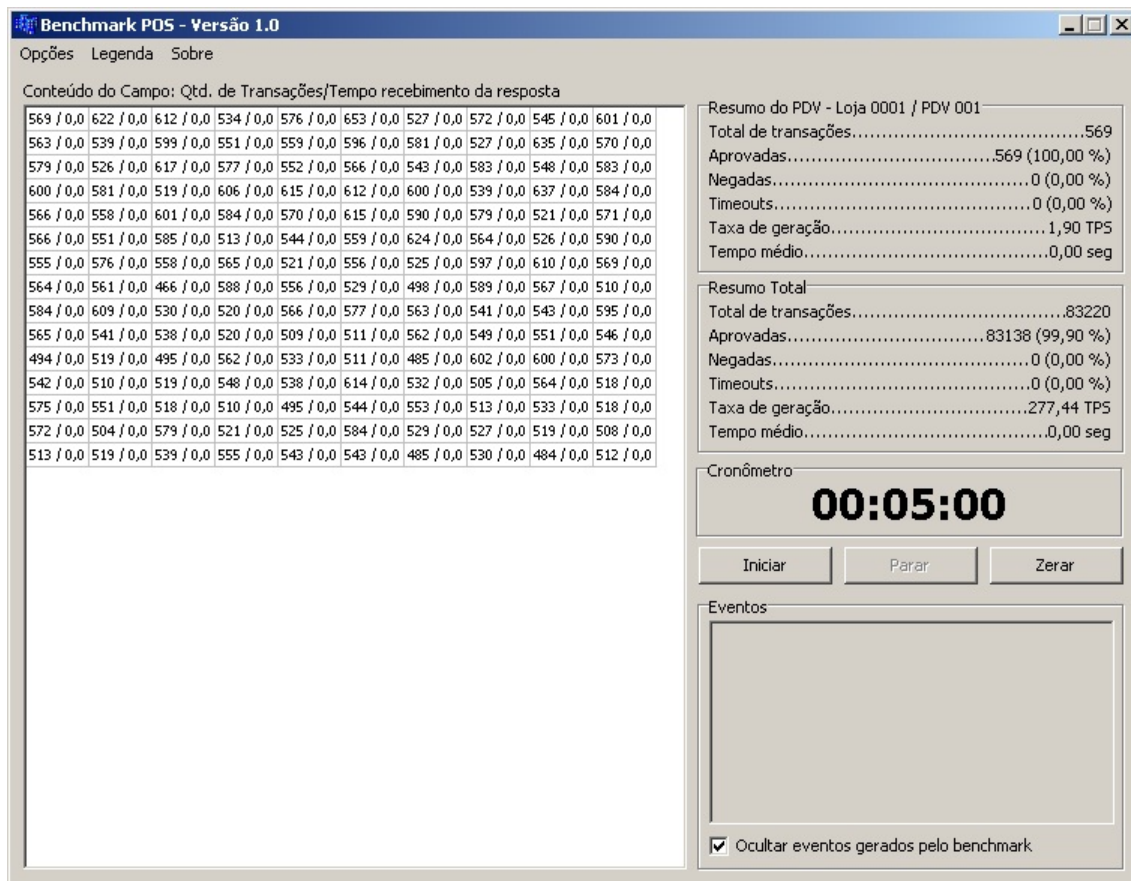 Benchmark POS - Versão 1.0
Opções Legenda Sobre
Conteúdo do Campo: Qtd. de Transações/Tempo recebimento da resposta
569 / 0,0 622 / 0,0 612 / 0,0 534 / 0,0 576 / 0,0 653 / 0,0 527 / 0,0 572 / 0,0 545 / 0,0 601 / 0,0
563 / 0,0 539 / 0,0 599 / 0,0 551 / 0,0 559 / 0,0 596 / 0,0 581 / 0,0 527 / 0,0 635 / 0,0 570 / 0,0
579 / 0,0 526 / 0,0 617 / 0,0 577 / 0,0 552 / 0,0 566 / 0,0 543 / 0,0 583 / 0,0 548 / 0,0 583 / 0,0
600 / 0,0 581 / 0,0 519 / 0,0 606 / 0,0 615 / 0,0 612 / 0,0 600 / 0,0 539 / 0,0 637 / 0,0 584 / 0,0
566 / 0,0 558 / 0,0 601 / 0,0 584 / 0,0 570 / 0,0 615 / 0,0 590 / 0,0 579 / 0,0 521 / 0,0 571 / 0,0
566 / 0,0 551 / 0,0 585 / 0,0 513 / 0,0 544 / 0,0 559 / 0,0 624 / 0,0 564 / 0,0 526 / 0,0 590 / 0,0
555 / 0,0 576 / 0,0 558 / 0,0 565 / 0,0 521 / 0,0 556 / 0,0 525 / 0,0 597 / 0,0 610 / 0,0 569 / 0,0
564 / 0,0 561 / 0,0 466 / 0,0 588 / 0,0 556 / 0,0 529 / 0,0 498 / 0,0 589 / 0,0 567 / 0,0 510 / 0,0
584 / 0,0 609 / 0,0 530 / 0,0 520 / 0,0 566 / 0,0 577 / 0,0 563 / 0,0 541 / 0,0 543 / 0,0 595 / 0,0
565 / 0,0 541 / 0,0 538 / 0,0 520 / 0,0 509 / 0,0 511 / 0,0 562 / 0,0 549 / 0,0 551 / 0,0 546 / 0,0
494 / 0,0 519 / 0,0 495 / 0,0 562 / 0,0 533 / 0,0 511 / 0,0 485 / 0,0 602 / 0,0 600 / 0,0 573 / 0,0
542 / 0,0 510 / 0,0 519 / 0,0 548 / 0,0 538 / 0,0 614 / 0,0 532 / 0,0 505 / 0,0 564 / 0,0 518 / 0,0
575 / 0,0 551 / 0,0 518 / 0,0 510 / 0,0 495 / 0,0 544 / 0,0 553 / 0,0 513 / 0,0 533 / 0,0 518 / 0,0
572 / 0,0 504 / 0,0 579 / 0,0 521 / 0,0 525 / 0,0 584 / 0,0 529 / 0,0 527 / 0,0 519 / 0,0 508 / 0,0
513 / 0,0 519 / 0,0 539 / 0,0 555 / 0,0 543 / 0,0 543 / 0,0 485 / 0,0 530 / 0,0 484 / 0,0 512 / 0,0
Resumo do PDV - Loja 0001 / PDV 001
Total de transações..................................569
Aprovadas..............................569 (100,00 %)
Negadas....................................0 (0,00 %)
Timeouts...................................0 (0,00 %)
Taxa de geração...............................1,90 TPS
Tempo médio...................................0,00 seg
Resumo Total
Total de transações...............................83220
Aprovadas.............................83138 (99,90 %)
Negadas....................................0 (0,00 %)
Timeouts...................................0 (0,00 %)
Taxa de geração............................277,44 TPS
Tempo médio...................................0,00 seg
Cronômetro
00:05:00
Iniciar Parar Zerar
Eventos
Ocultar eventos gerados pelo benchmark